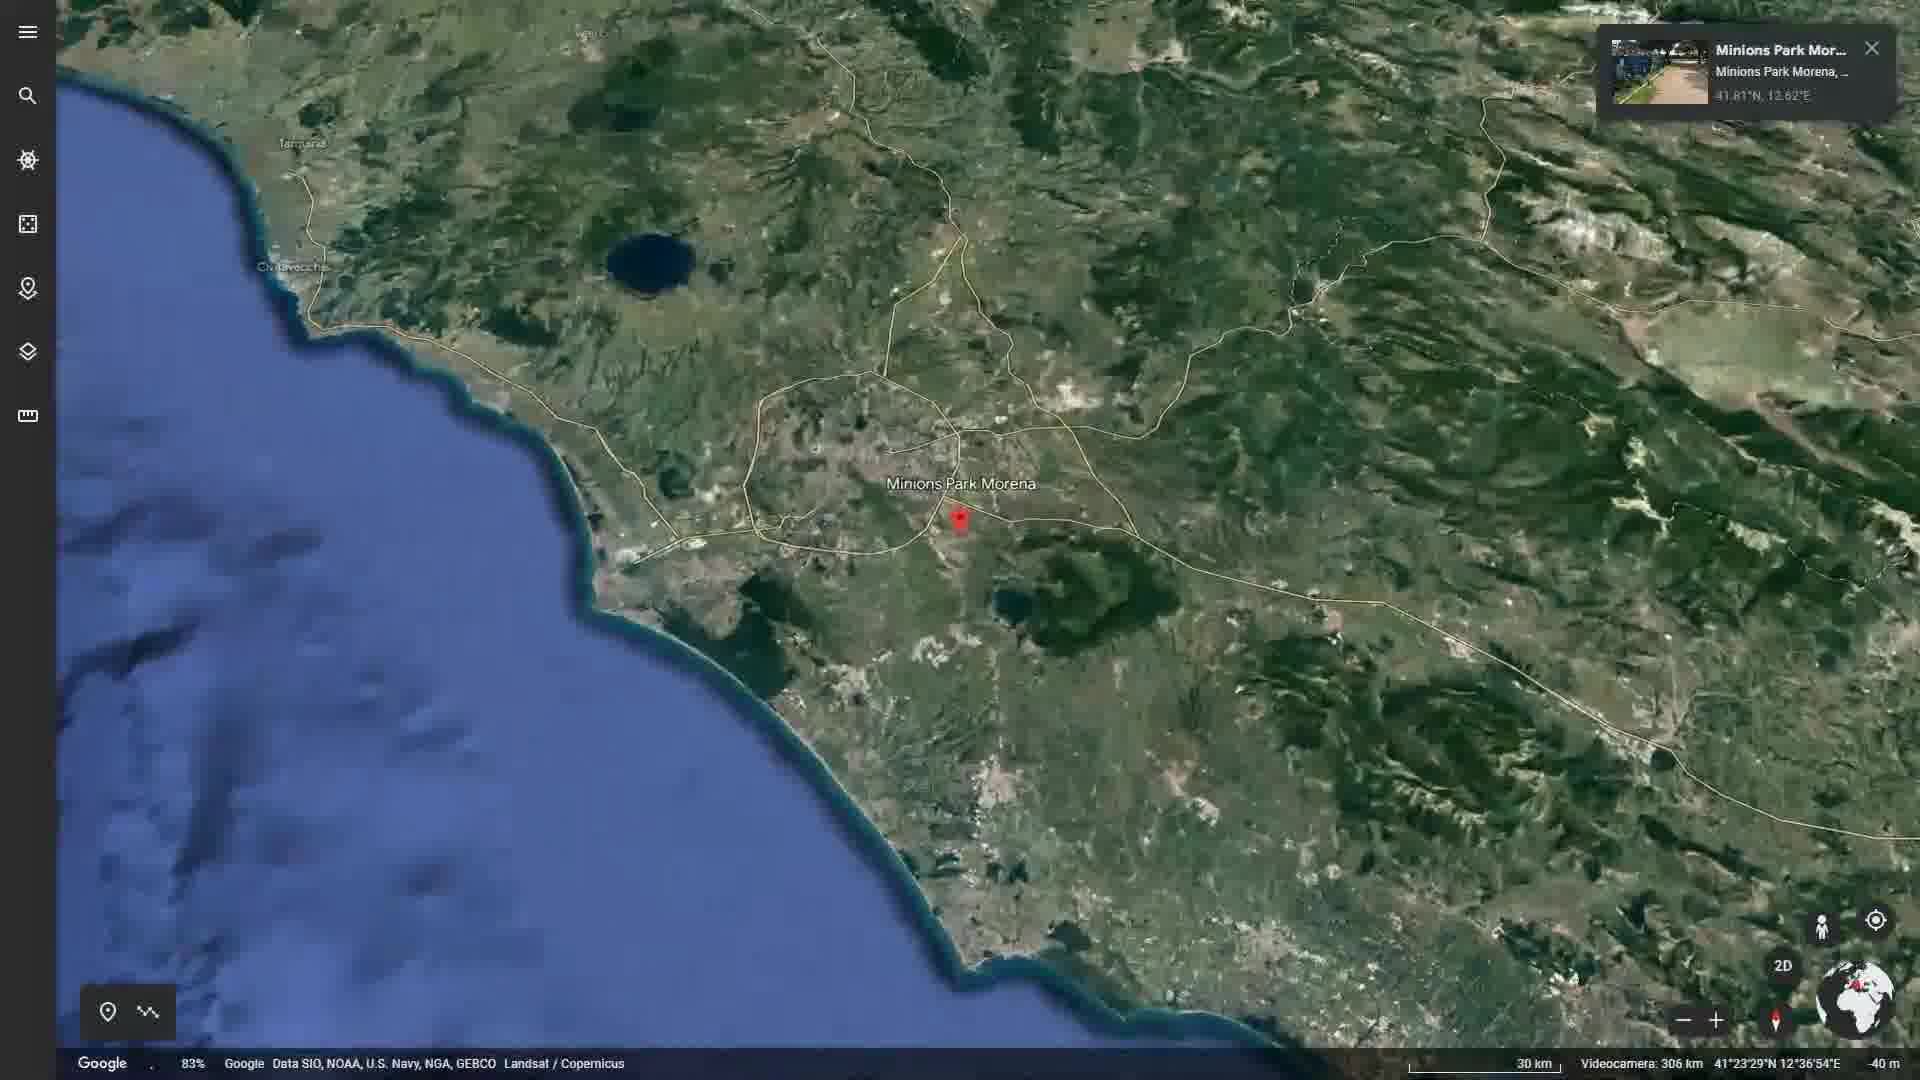 Minions Park Mor...
Minions Park Morena, ...
41.81°N, 12.62°E
Tarquinia
Civitavecchia
Minions Park Morena
2D
Google
83%
Google Data SIO, NOAA, U.S. Navy, NGA, GEBCO Landsat / Copernicus
30 km
Videocamera: 306 km 41°23'29"N 12°36'54"E
-40 m